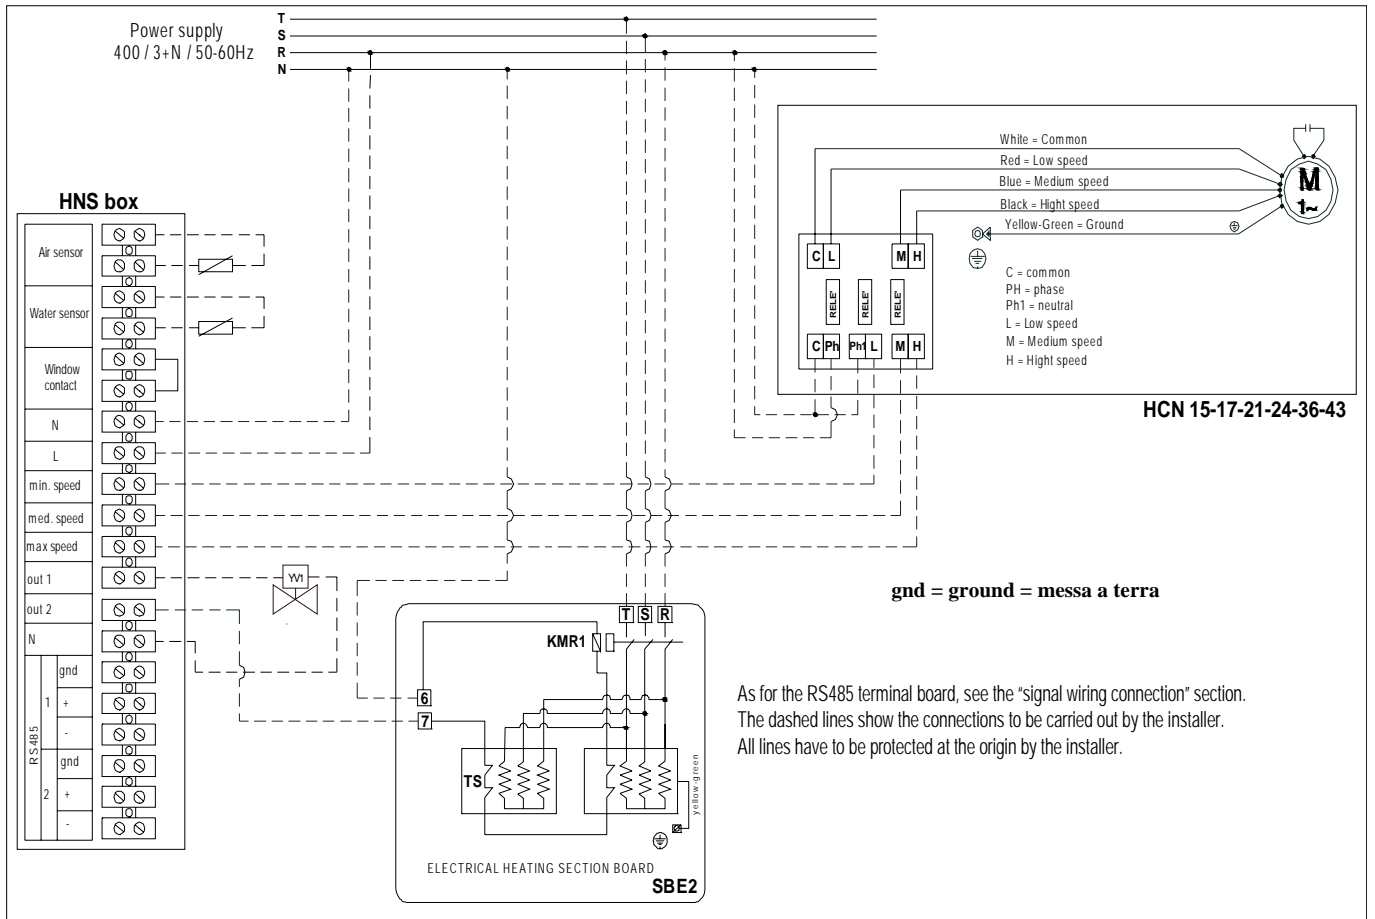 Power supply
400 / 3+N / 50-60Hz
T
S
R
N
HNS box
Air sensor
Water sensor
Window
contact
N
L
min. speed
med. speed
max speed
out 1
out 2
N
RS485
1
gnd
+
-
2
gnd
+
-
YV1
White = Common
Red = Low speed
Blue = Medium speed
Black = Hight speed
Yellow-Green = Ground
M
1~
C L M H
RELE' RELE' RELE'
C Ph Ph1 L M H
C = common
PH = phase
Ph1 = neutral
L = Low speed
M = Medium speed
H = Hight speed
HCN 15-17-21-24-36-43
gnd = ground = messa a terra
T S R
KMR1
6
7
TS
yellow-green
ELECTRICAL HEATING SECTION BOARD
SBE2
As for the RS485 terminal board, see the “signal wiring connection” section.
The dashed lines show the connections to be carried out by the installer.
All lines have to be protected at the origin by the installer.